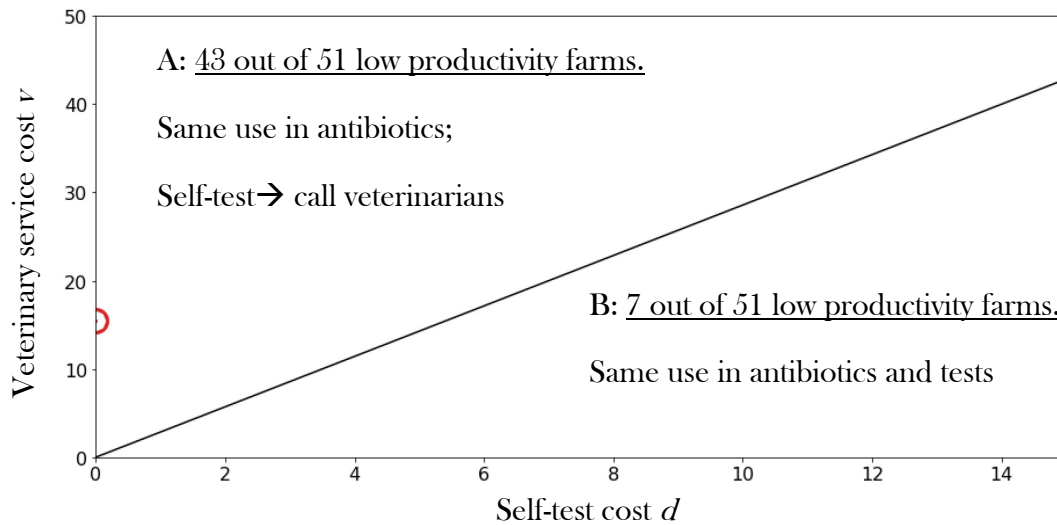 50
40
30
20
10
0
Veterinary service cost v
A: 43 out of 51 low productivity farms.
Same use in antibiotics;
Self-test→ call veterinarians
B: 7 out of 51 low productivity farms.
Same use in antibiotics and tests
0 2 4 6 8 10 12 14
Self-test cost d